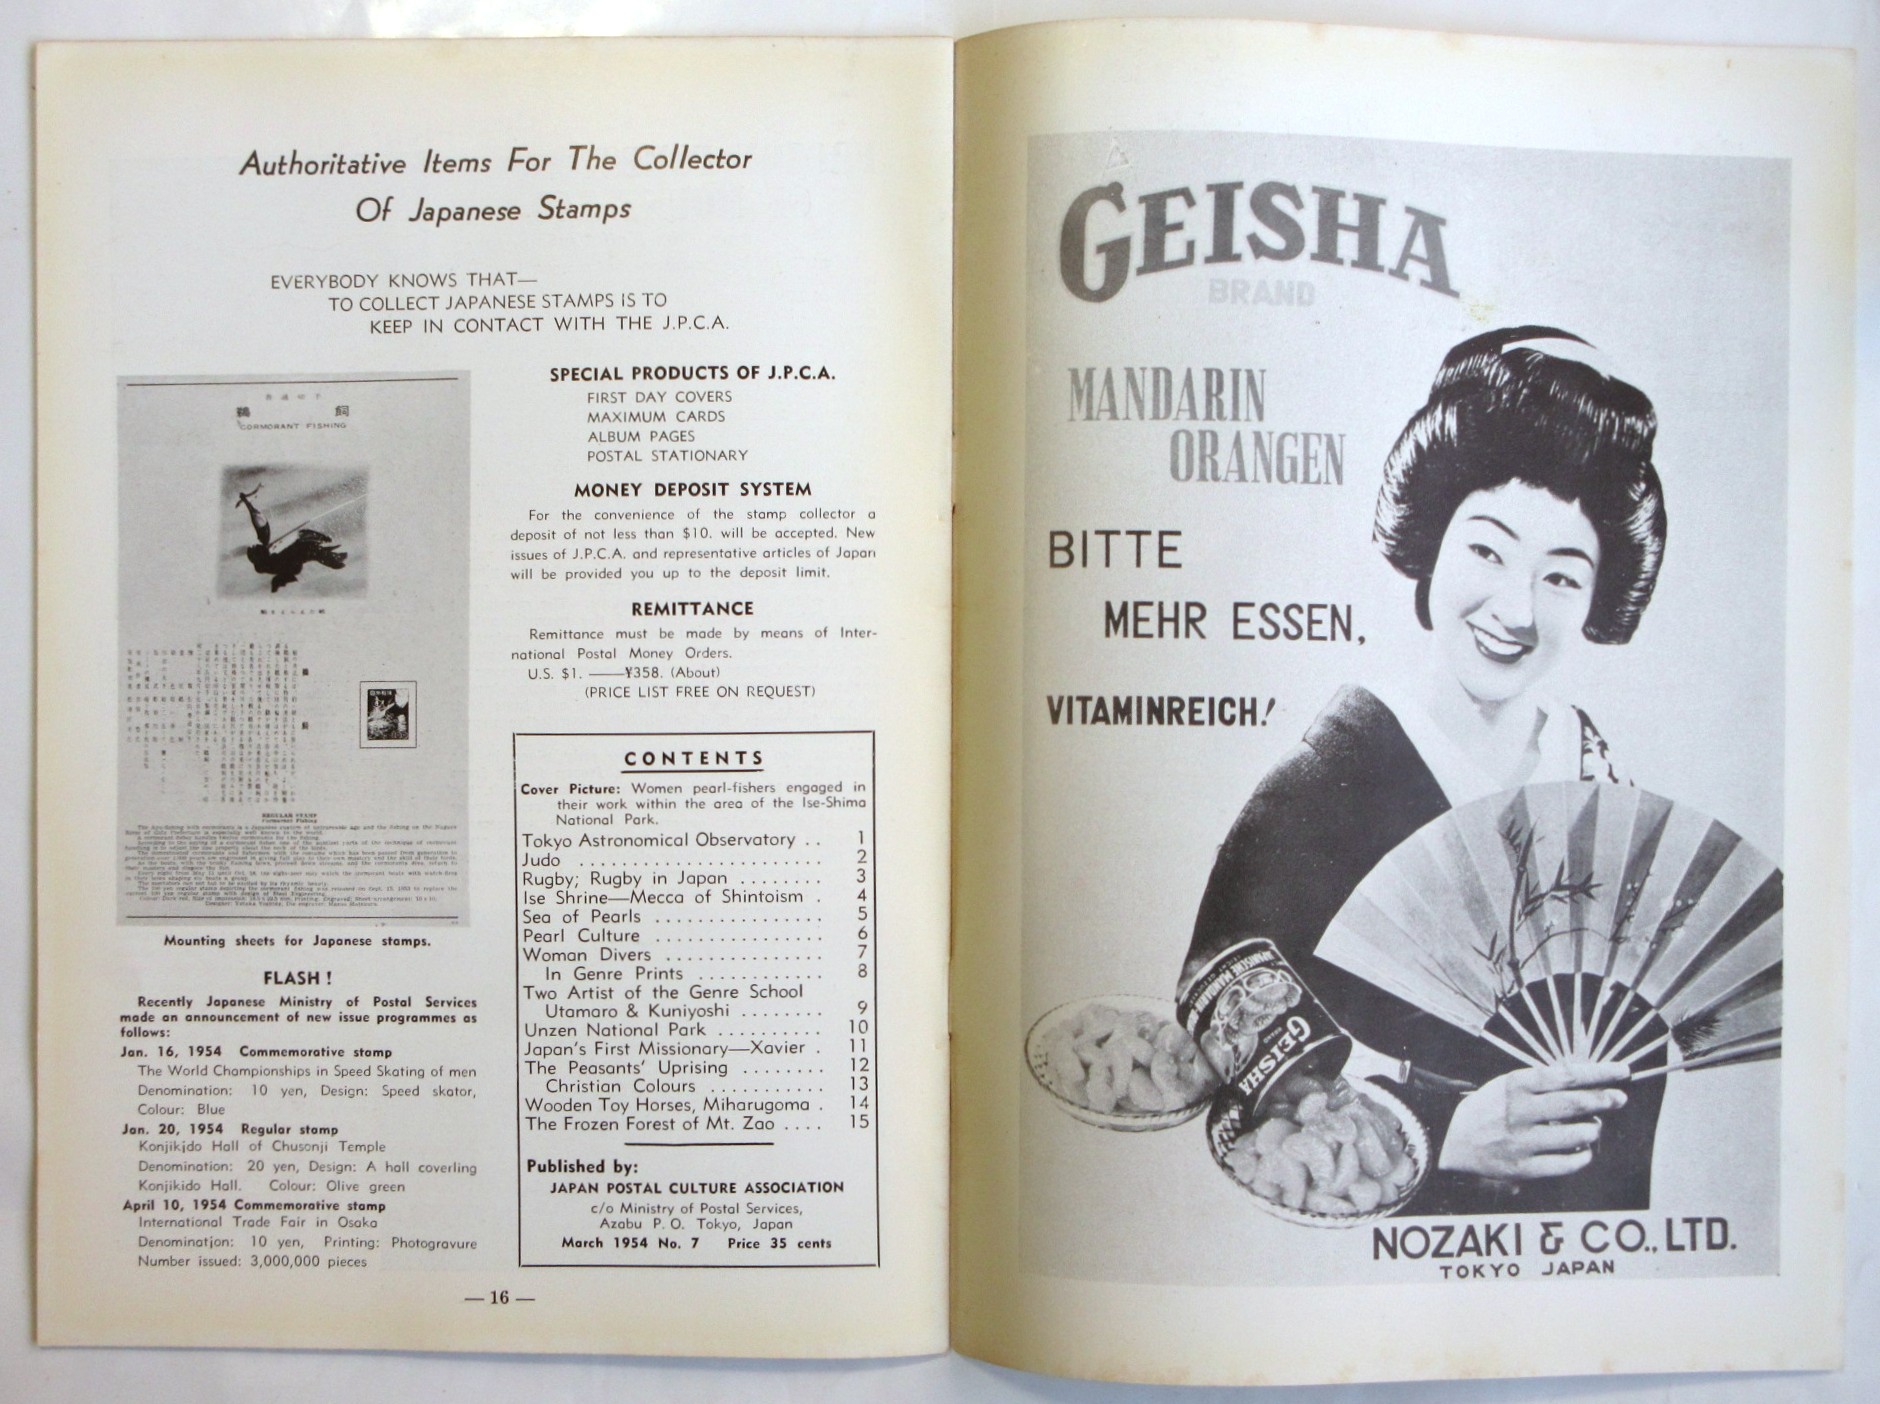 Authoritative Items For The Collector
Of Japanese Stamps
EVERYBODY KNOWS THAT—
TO COLLECT JAPANESE STAMPS IS TO
KEEP IN CONTACT WITH THE J.P.C.A.
鵜 飼
CORMORANT FISHING
REGULAR STAMP
Cormorant Fishing
Mounting sheets for Japanese stamps.
FLASH !
Recently Japanese Ministry of Postal Services
made an announcement of new issue programmes as
follows:
Jan. 16, 1954 Commemorative stamp
The World Championships in Speed Skating of men
Denomination: 10 yen, Design: Speed skator,
Colour: Blue
Jan. 20, 1954 Regular stamp
Konjikido Hall of Chusonji Temple
Denomination: 20 yen, Design: A hall coverling
Konjikido Hall. Colour: Olive green
April 10, 1954 Commemorative stamp
International Trade Fair in Osaka
Denomination: 10 yen, Printing: Photogravure
Number issued: 3,000,000 pieces
SPECIAL PRODUCTS OF J.P.C.A.
FIRST DAY COVERS
MAXIMUM CARDS
ALBUM PAGES
POSTAL STATIONARY
MONEY DEPOSIT SYSTEM
For the convenience of the stamp collector a
deposit of not less than $10. will be accepted. New
issues of J.P.C.A. and representative articles of Japan
will be provided you up to the deposit limit.
REMITTANCE
Remittance must be made by means of Inter-
national Postal Money Orders.
U.S. $1. ——¥358. (About)
(PRICE LIST FREE ON REQUEST)
CONTENTS
Cover Picture: Women pearl-fishers engaged in
their work within the area of the Ise-Shima
National Park.
Tokyo Astronomical Observatory . . 1
Judo . . . . . . . . . . . . . . . . . . . . . . . 2
Rugby; Rugby in Japan . . . . . . . . 3
Ise Shrine—Mecca of Shintoism . 4
Sea of Pearls . . . . . . . . . . . . . . . . 5
Pearl Culture . . . . . . . . . . . . . . . . 6
Woman Divers . . . . . . . . . . . . . . . 7
In Genre Prints . . . . . . . . . . . . 8
Two Artist of the Genre School
Utamaro & Kuniyoshi . . . . . . . . 9
Unzen National Park . . . . . . . . . . 10
Japan's First Missionary—Xavier . 11
The Peasants' Uprising . . . . . . . . 12
Christian Colours . . . . . . . . . . . 13
Wooden Toy Horses, Miharugoma . 14
The Frozen Forest of Mt. Zao . . . . 15
Published by:
JAPAN POSTAL CULTURE ASSOCIATION
c/o Ministry of Postal Services,
Azabu P. O. Tokyo, Japan
March 1954 No. 7 Price 35 cents
— 16 —
GEISHA
BRAND
MANDARIN
ORANGEN
BITTE
MEHR ESSEN,
VITAMINREICH!
GEISHA
NOZAKI & CO., LTD.
TOKYO JAPAN